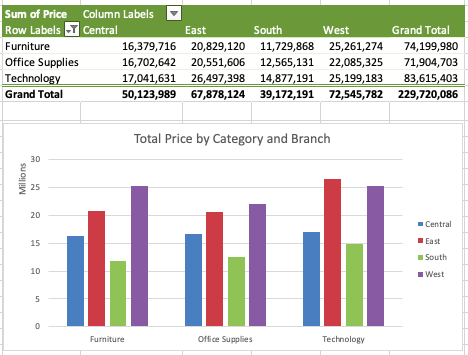 Sum of Price Column Labels
Row Labels Central East South West Grand Total
Furniture 16,379,716 20,829,120 11,729,868 25,261,274 74,199,980
Office Supplies 16,702,642 20,551,606 12,565,131 22,085,325 71,904,703
Technology 17,041,631 26,497,398 14,877,191 25,199,183 83,615,403
Grand Total 50,123,989 67,878,124 39,172,191 72,545,782 229,720,086
Total Price by Category and Branch
Millions
30
25
20
15
10
5
0
Furniture Office Supplies Technology
Central
East
South
West